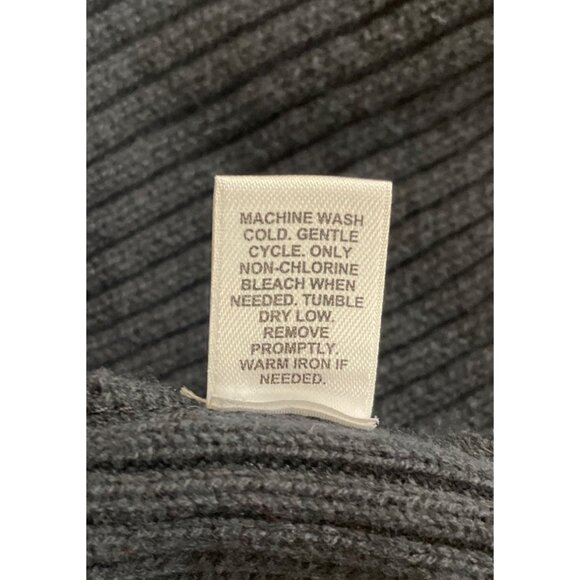 MACHINE WASH
COLD. GENTLE
CYCLE. ONLY
NON-CHLORINE
BLEACH WHEN
NEEDED. TUMBLE
DRY LOW.
REMOVE
PROMPTLY.
WARM IRON IF
NEEDED.